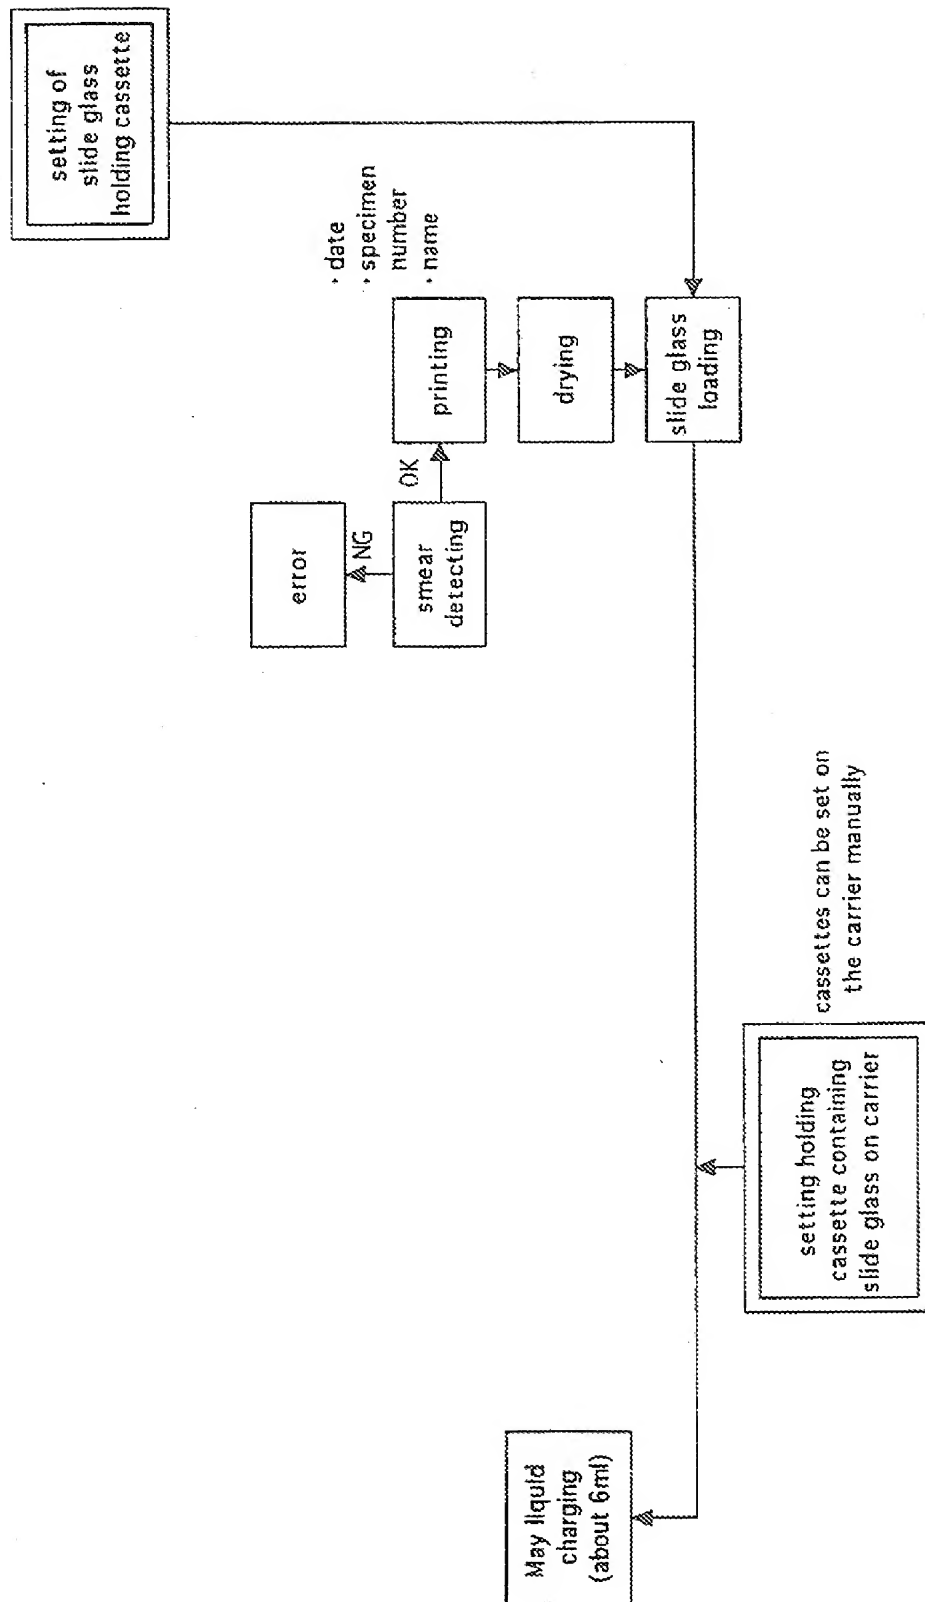 setting of
slide glass
holding cassette
· date
· specimen
number
· name
error
NG
smear
detecting
OK
printing
drying
slide glass
loading
cassettes can be set on
the carrier manually
setting holding
cassette containing
slide glass on carrier
May liquid
charging
(about 6ml)